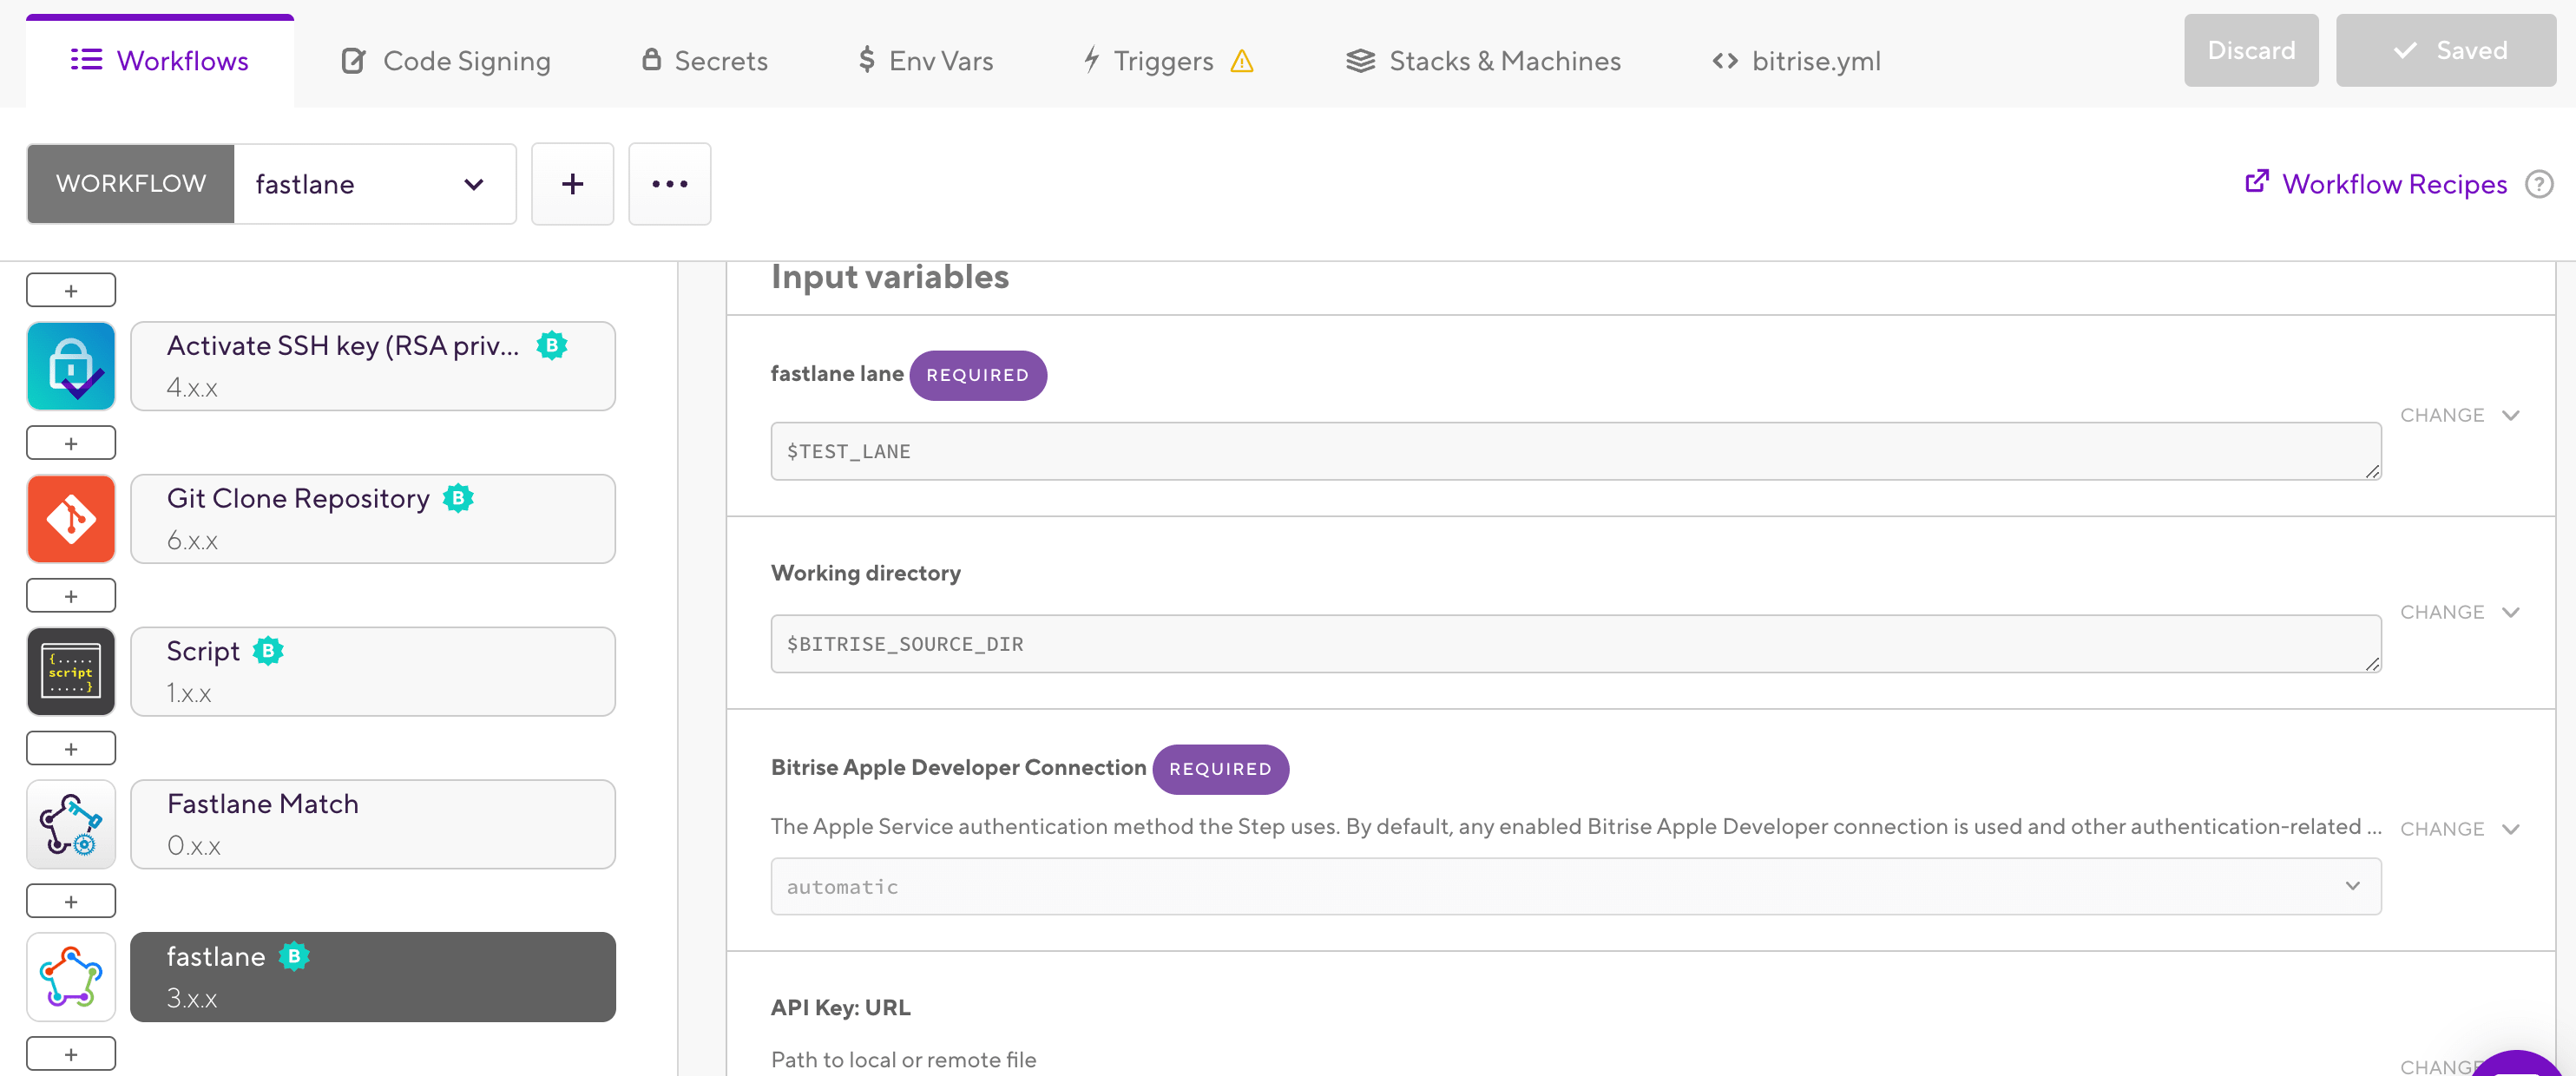 Workflows
Code Signing
Secrets
Env Vars
Triggers
Stacks & Machines
bitrise.yml
Discard
Saved
WORKFLOW
fastlane
+
Workflow Recipes
?
+
Activate SSH key (RSA priv... B
4.x.x
+
Git Clone Repository B
6.x.x
+
{.....
script
.....}
Script B
1.x.x
+
Fastlane Match
0.x.x
+
fastlane B
3.x.x
+
Input variables
fastlane lane REQUIRED
CHANGE
$TEST_LANE
Working directory
CHANGE
$BITRISE_SOURCE_DIR
Bitrise Apple Developer Connection REQUIRED
The Apple Service authentication method the Step uses. By default, any enabled Bitrise Apple Developer connection is used and other authentication-related ...
CHANGE
automatic
API Key: URL
Path to local or remote file
CHANGE